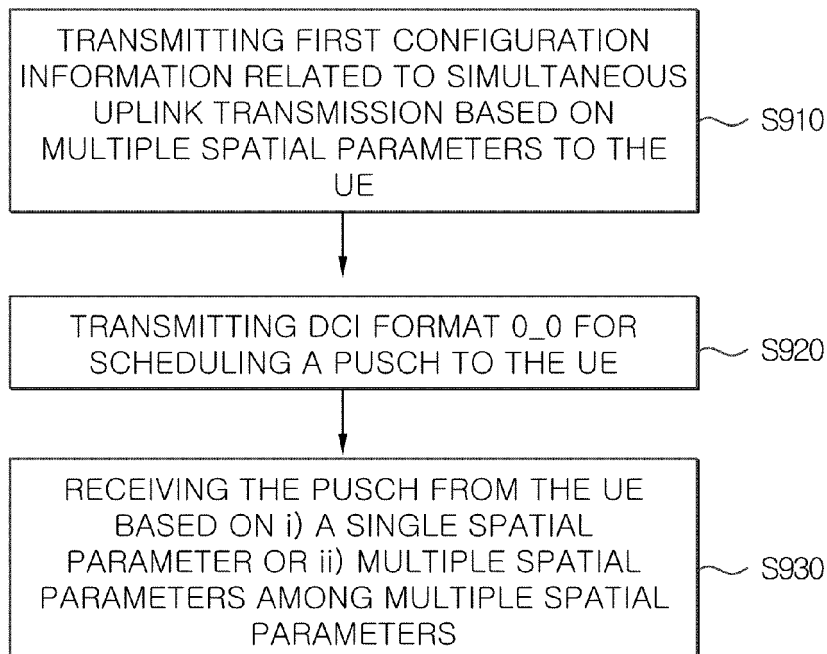 TRANSMITTING FIRST CONFIGURATION
INFORMATION RELATED TO SIMULTANEOUS
UPLINK TRANSMISSION BASED ON
MULTIPLE SPATIAL PARAMETERS TO THE
UE
S910
TRANSMITTING DCI FORMAT 0_0 FOR
SCHEDULING A PUSCH TO THE UE
S920
RECEIVING THE PUSCH FROM THE UE
BASED ON i) A SINGLE SPATIAL
PARAMETER OR ii) MULTIPLE SPATIAL
PARAMETERS AMONG MULTIPLE SPATIAL
PARAMETERS
S930